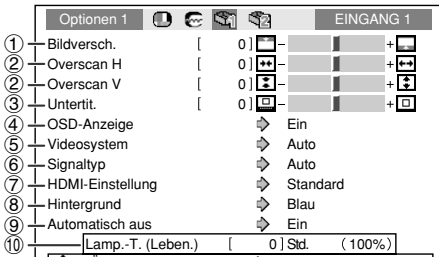 Optionen 1 EINGANG 1
① Bildversch. [ 0 ] - +
② Overscan H [ 0 ] - +
② Overscan V [ 0 ] - +
③ Untertit. [ 0 ] - +
④ OSD-Anzeige Ein
⑤ Videosystem Auto
⑥ Signaltyp Auto
⑦ HDMI-Einstellung Standard
⑧ Hintergrund Blau
⑨ Automatisch aus Ein
⑩ Lamp.-T. (Leben.) [ 0 ] Std. (100%)